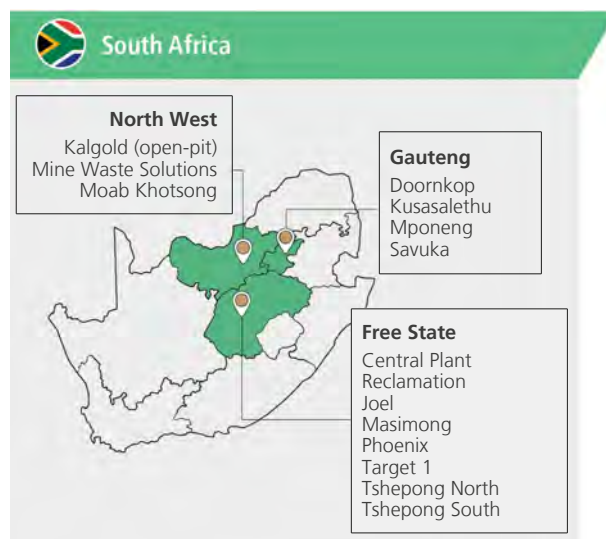 South Africa
North West
Kalgold (open-pit)
Mine Waste Solutions
Moab Khotsong
Gauteng
Doornkop
Kusasalethu
Mponeng
Savuka
Free State
Central Plant
Reclamation
Joel
Masimong
Phoenix
Target 1
Tshepong North
Tshepong South